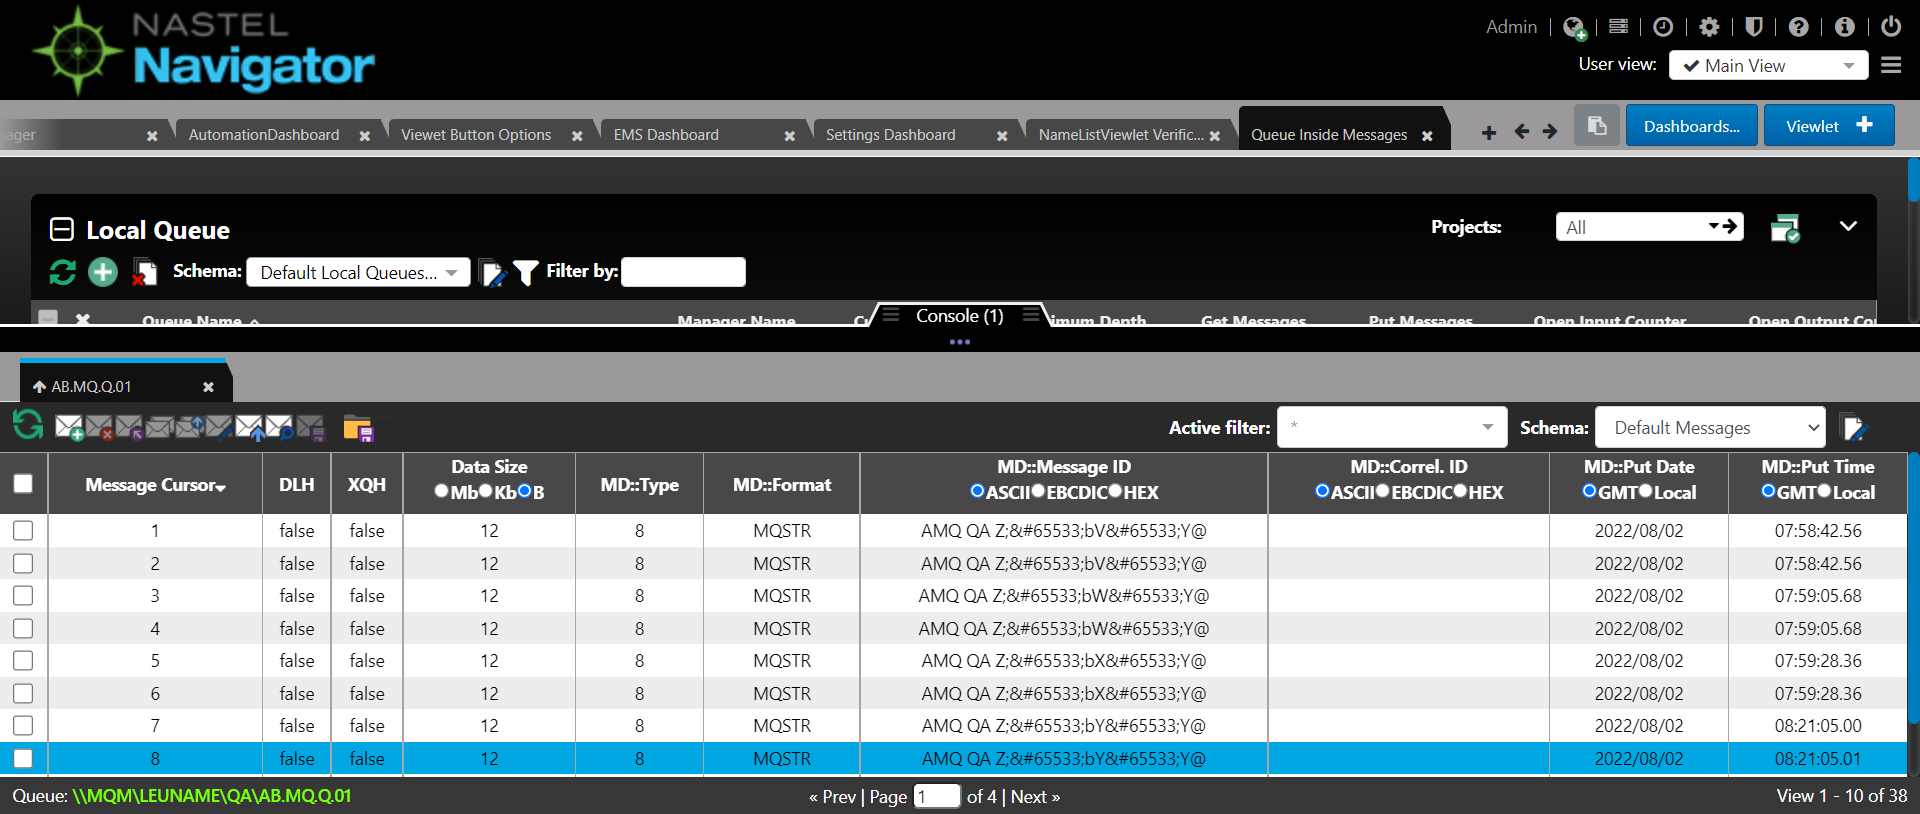 NASTEL
Navigator
Admin
User view: Main View
AutomationDashboard
Viewet Button Options
EMS Dashboard
Settings Dashboard
NameListViewlet Verific...
Queue Inside Messages
Dashboards...
Viewlet
Local Queue
Projects: All
Schema: Default Local Queues... Filter by:
Queue Name Manager Name Console (1) Get Messages Put Messages Open Input Counter
AB.MQ.Q.01
Active filter: * Schema: Default Messages
Message Cursor DLH XQH Data Size MD::Type MD::Format MD::Message ID MD::Correl. ID MD::Put Date MD::Put Time
Mb Kb B ASCII EBCDIC HEX ASCII EBCDIC HEX GMT Local GMT Local
1 false false 12 8 MQSTR AMQ QA Z;&#65533;bV&#65533;Y@ 2022/08/02 07:58:42.56
2 false false 12 8 MQSTR AMQ QA Z;&#65533;bV&#65533;Y@ 2022/08/02 07:58:42.56
3 false false 12 8 MQSTR AMQ QA Z;&#65533;bW&#65533;Y@ 2022/08/02 07:59:05.68
4 false false 12 8 MQSTR AMQ QA Z;&#65533;bW&#65533;Y@ 2022/08/02 07:59:05.68
5 false false 12 8 MQSTR AMQ QA Z;&#65533;bX&#65533;Y@ 2022/08/02 07:59:28.36
6 false false 12 8 MQSTR AMQ QA Z;&#65533;bX&#65533;Y@ 2022/08/02 07:59:28.36
7 false false 12 8 MQSTR AMQ QA Z;&#65533;bY&#65533;Y@ 2022/08/02 08:21:05.00
8 false false 12 8 MQSTR AMQ QA Z;&#65533;bY&#65533;Y@ 2022/08/02 08:21:05.01
Queue: \\MQM\LEUNAME\QA\AB.MQ.Q.01 « Prev | Page 1 of 4 | Next » View 1 - 10 of 38